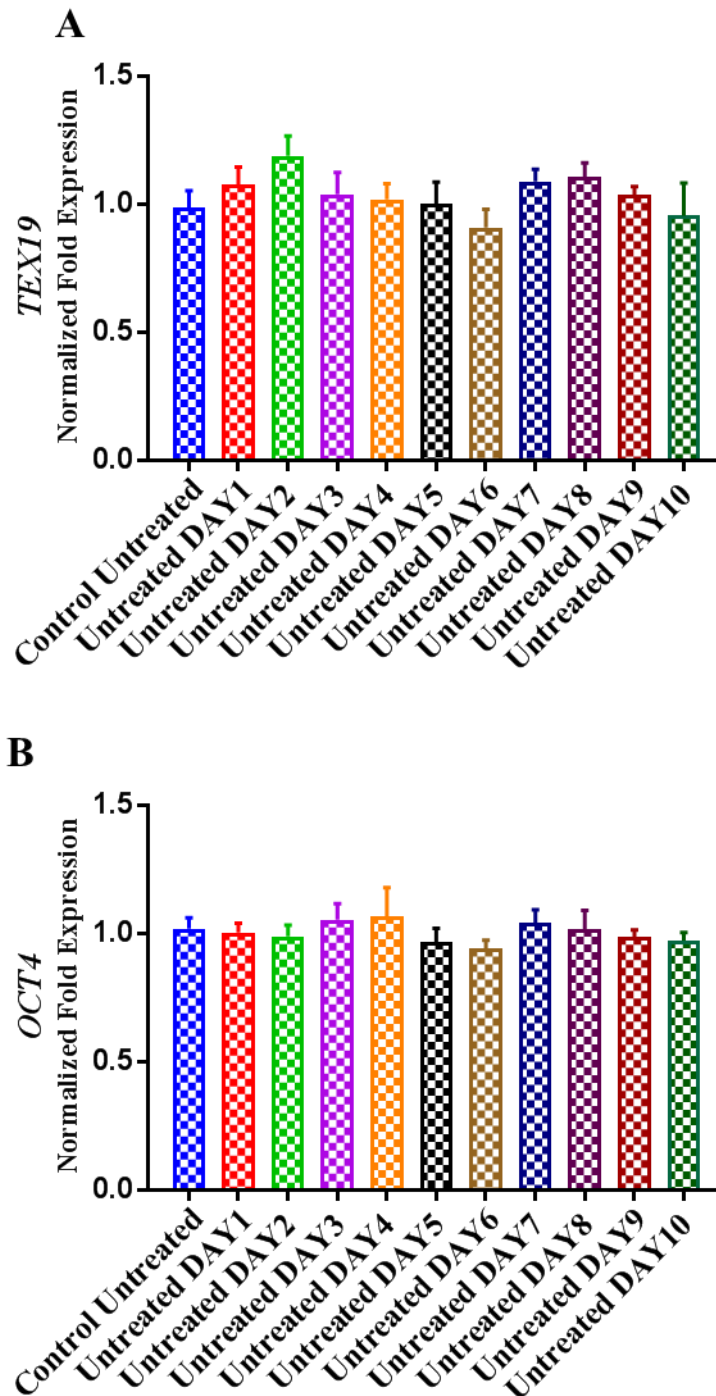 A
TEX19
Normalized Fold Expression
1.5
1.0
0.5
0.0
Control Untreated
Untreated DAY1
Untreated DAY2
Untreated DAY3
Untreated DAY4
Untreated DAY5
Untreated DAY6
Untreated DAY7
Untreated DAY8
Untreated DAY9
Untreated DAY10
B
OCT4
Normalized Fold Expression
1.5
1.0
0.5
0.0
Control Untreated
Untreated DAY1
Untreated DAY2
Untreated DAY3
Untreated DAY4
Untreated DAY5
Untreated DAY6
Untreated DAY7
Untreated DAY8
Untreated DAY9
Untreated DAY10